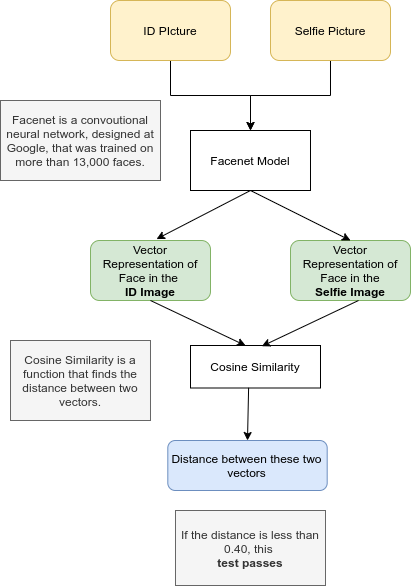 ID PIcture
Selfie Picture
Facenet is a convoutional
neural network, designed at
Google, that was trained on
more than 13,000 faces.
Facenet Model
Vector
Representation of
Face in the
ID Image
Vector
Representation of
Face in the
Selfie Image
Cosine Similarity is a
function that finds the
distance between two
vectors.
Cosine Similarity
Distance between these two
vectors
If the distance is less than
0.40, this
test passes